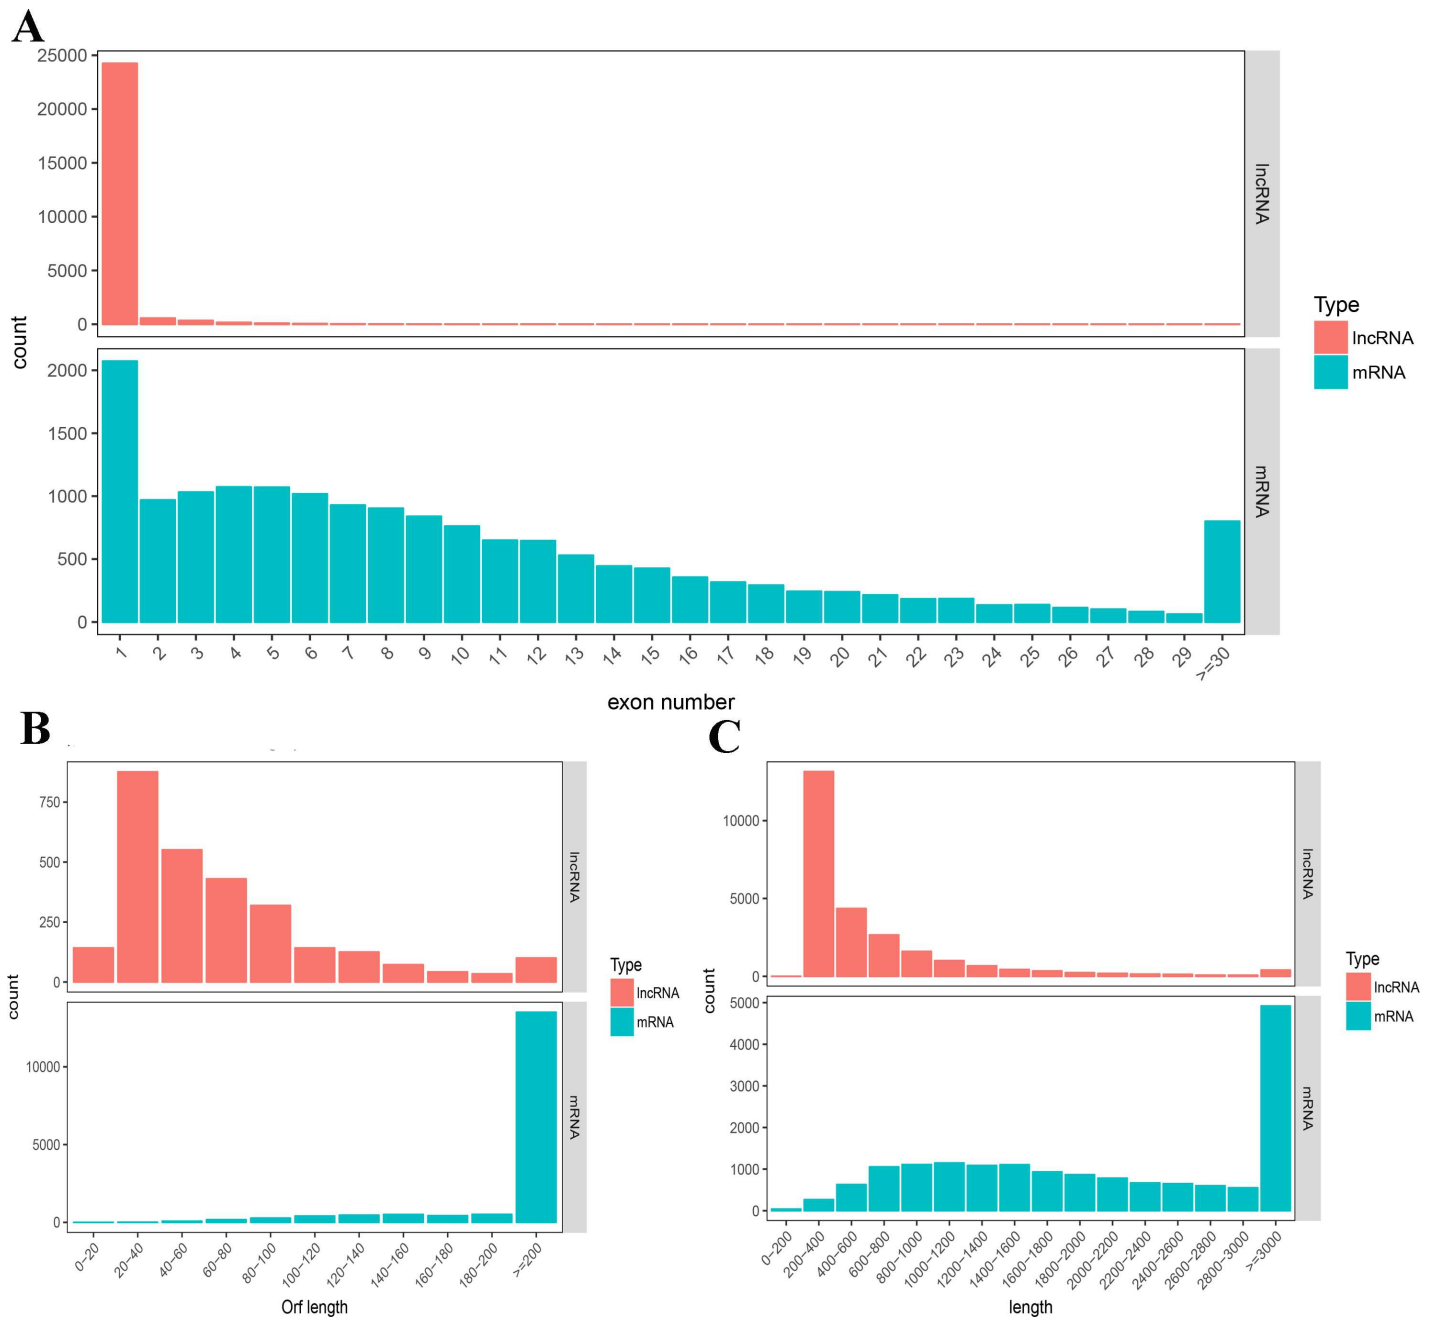 A
25000
20000
15000
10000
5000
0
lncRNA
2000
1500
1000
500
0
mRNA
count
1 2 3 4 5 6 7 8 9 10 11 12 13 14 15 16 17 18 19 20 21 22 23 24 25 26 27 28 29 >=30
exon number
Type
lncRNA
mRNA
B
750
500
250
0
lncRNA
10000
5000
0
mRNA
count
0~20 20~40 40~60 60~80 80~100 100~120 120~140 140~160 160~180 180~200 >=200
Orf length
Type
lncRNA
mRNA
C
10000
5000
0
lncRNA
5000
4000
3000
2000
1000
0
mRNA
count
0~200 200~400 400~600 600~800 800~1000 1000~1200 1200~1400 1400~1600 1600~1800 1800~2000 2000~2200 2200~2400 2400~2600 2600~2800 2800~3000 >=3000
length
Type
lncRNA
mRNA